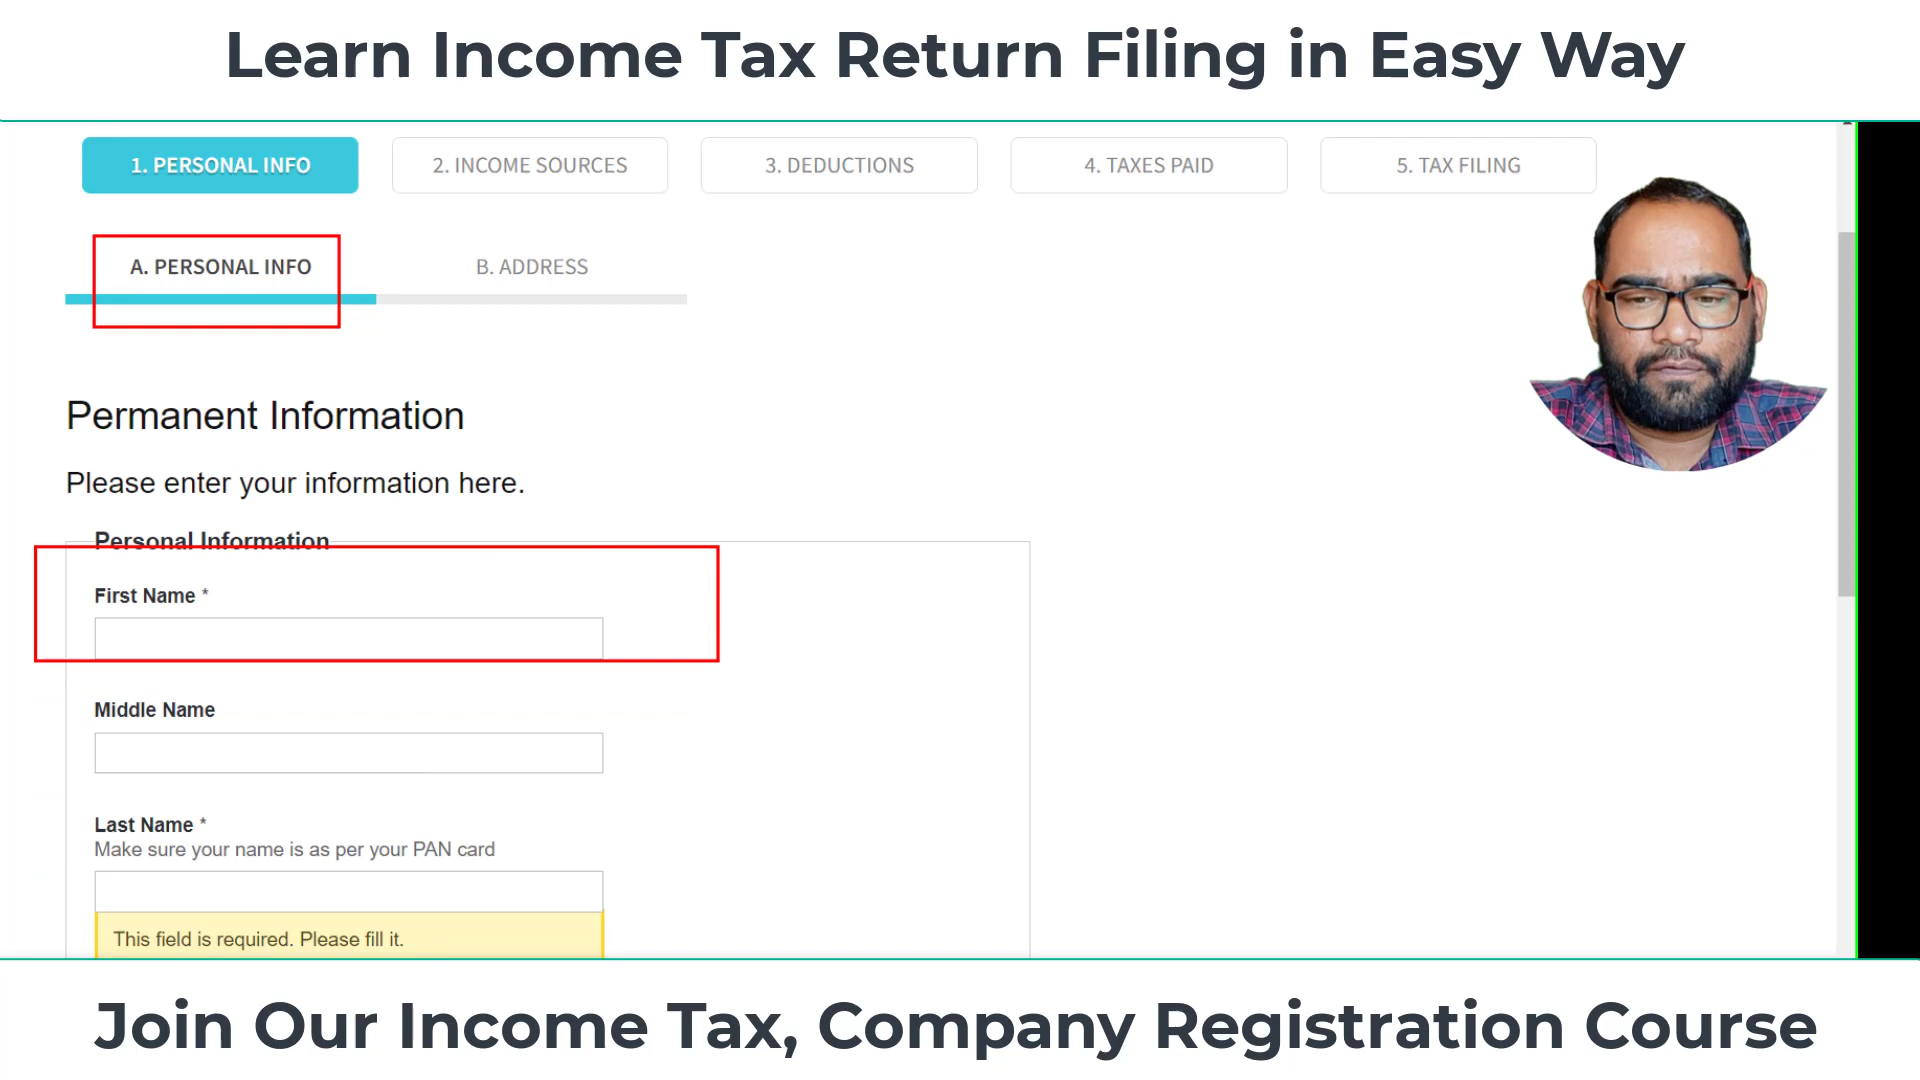 Learn Income Tax Return Filing in Easy Way
1. PERSONAL INFO
2. INCOME SOURCES
3. DEDUCTIONS
4. TAXES PAID
5. TAX FILING
A. PERSONAL INFO
B. ADDRESS
Permanent Information
Please enter your information here.
Personal Information
First Name *
Middle Name
Last Name *
Make sure your name is as per your PAN card
This field is required. Please fill it.
Join Our Income Tax, Company Registration Course